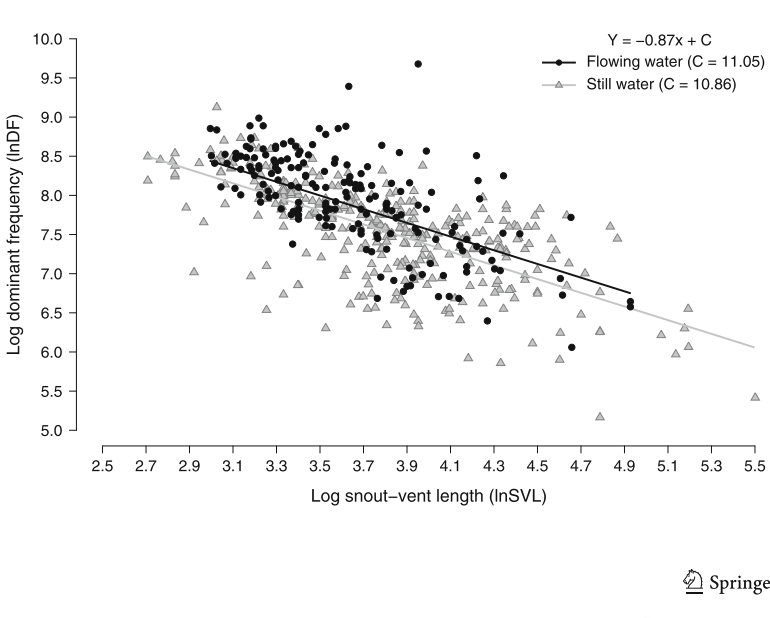 Y = −0.87x + C
Flowing water (C = 11.05)
Still water (C = 10.86)
Log dominant frequency (lnDF)
10.0
9.5
9.0
8.5
8.0
7.5
7.0
6.5
6.0
5.5
5.0
2.5 2.7 2.9 3.1 3.3 3.5 3.7 3.9 4.1 4.3 4.5 4.7 4.9 5.1 5.3 5.5
Log snout−vent length (lnSVL)
Springe